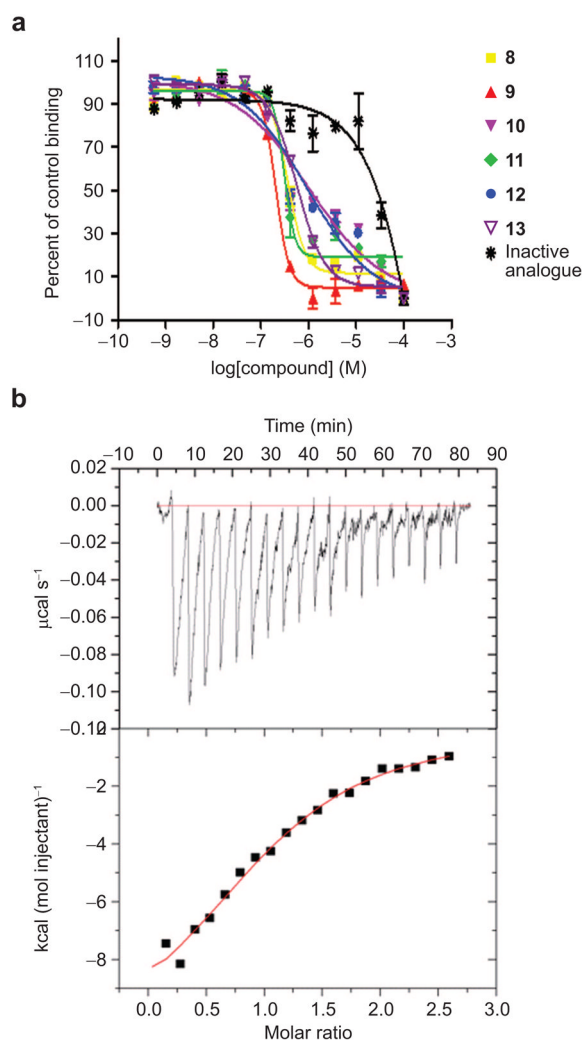 a
110
90
70
50
30
10
–10
Percent of control binding
–10 –9 –8 –7 –6 –5 –4 –3
log[compound] (M)
8
9
10
11
12
13
Inactive
analogue
b
Time (min)
–10 0 10 20 30 40 50 60 70 80 90
0.02
0.00
–0.02
–0.04
–0.06
–0.08
–0.10
–0.12
µcal s⁻¹
–2
–4
–6
–8
kcal (mol injectant)⁻¹
0.0 0.5 1.0 1.5 2.0 2.5 3.0
Molar ratio